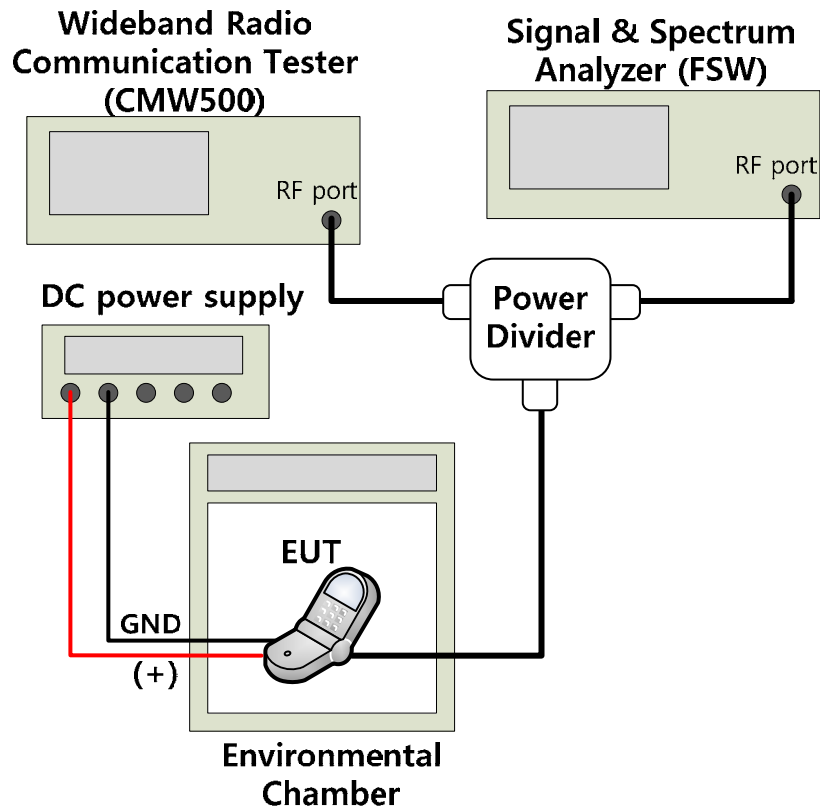 Wideband Radio
Communication Tester
(CMW500)
Signal & Spectrum
Analyzer (FSW)
RF port
RF port
DC power supply
Power
Divider
EUT
GND
(+)
Environmental
Chamber